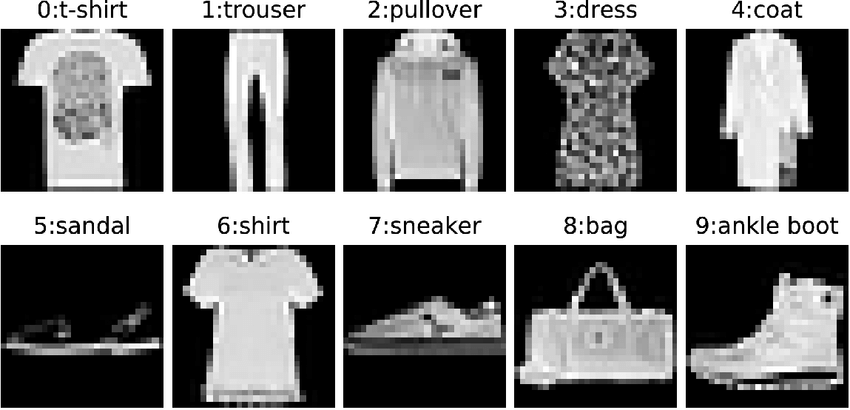 0:t-shirt 1:trouser 2:pullover 3:dress 4:coat
5:sandal 6:shirt 7:sneaker 8:bag 9:ankle boot